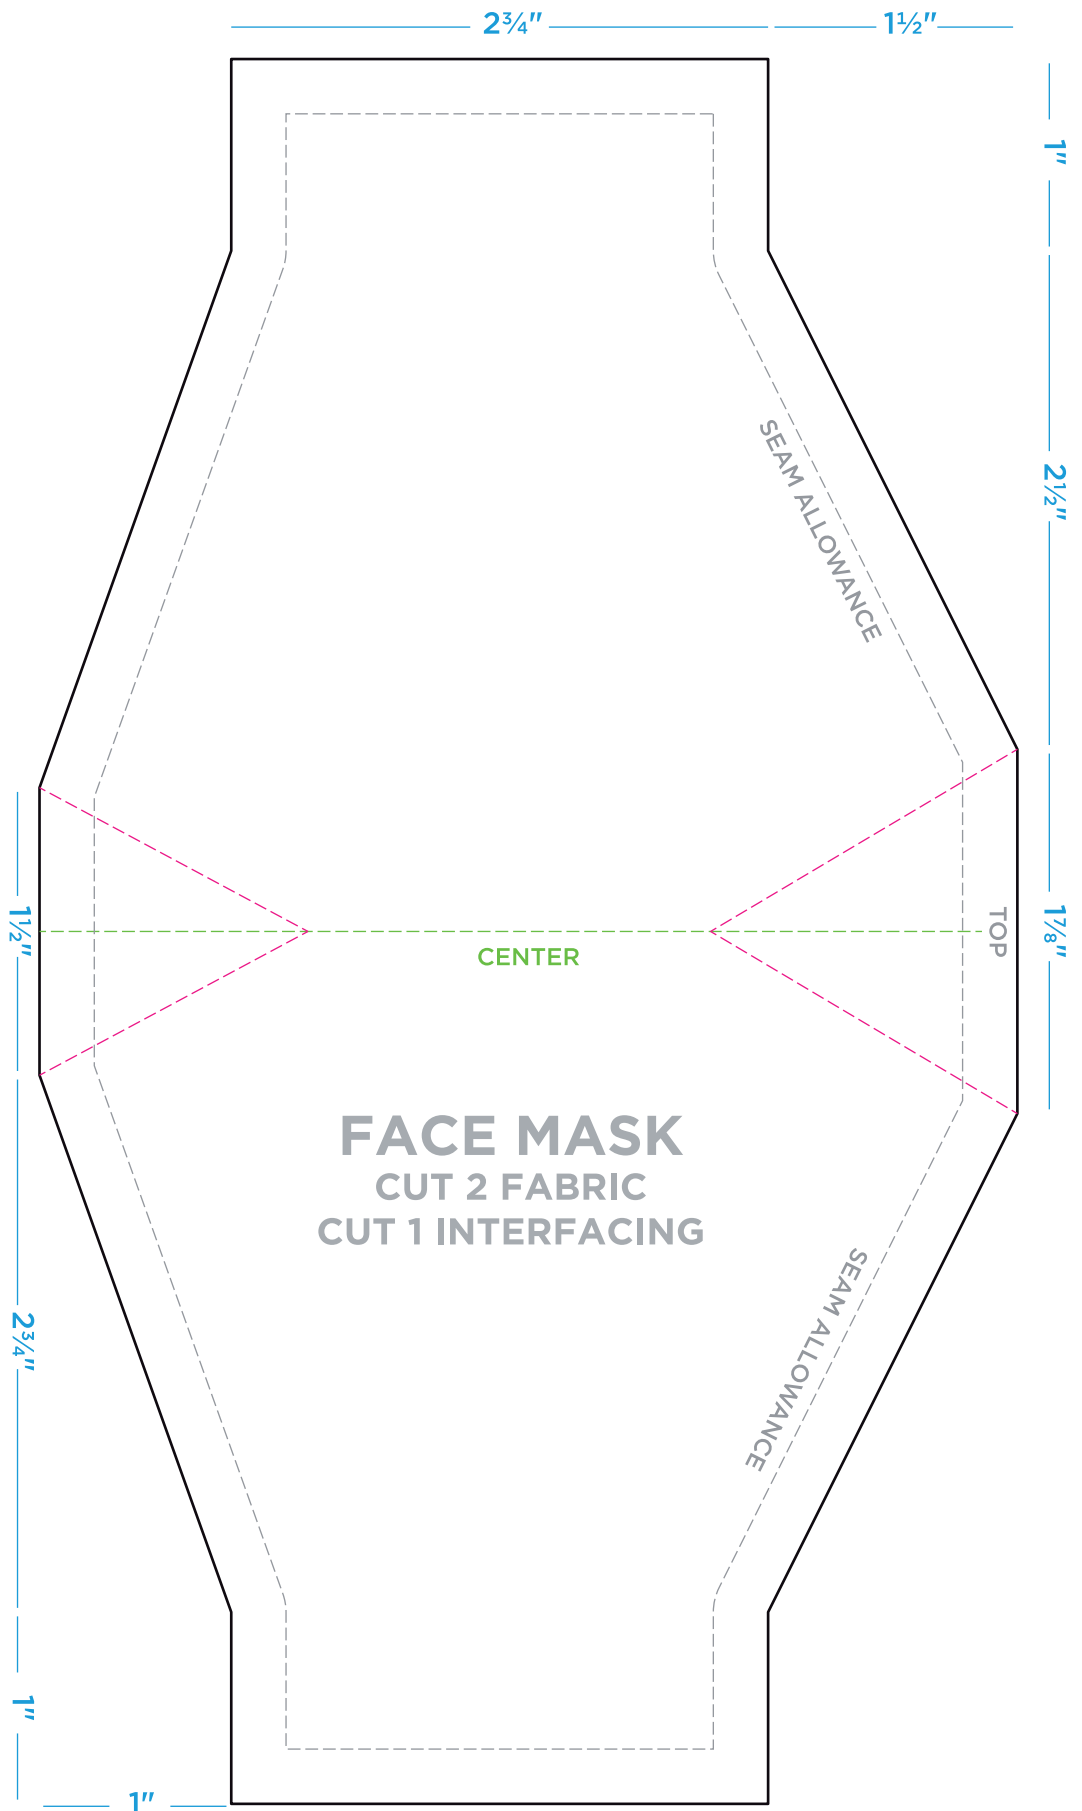 2¾"
1½"
1"
2½"
SEAM ALLOWANCE
1½"
CENTER
TOP
1⅞"
FACE MASK
CUT 2 FABRIC
CUT 1 INTERFACING
2¾"
SEAM ALLOWANCE
1"
1"